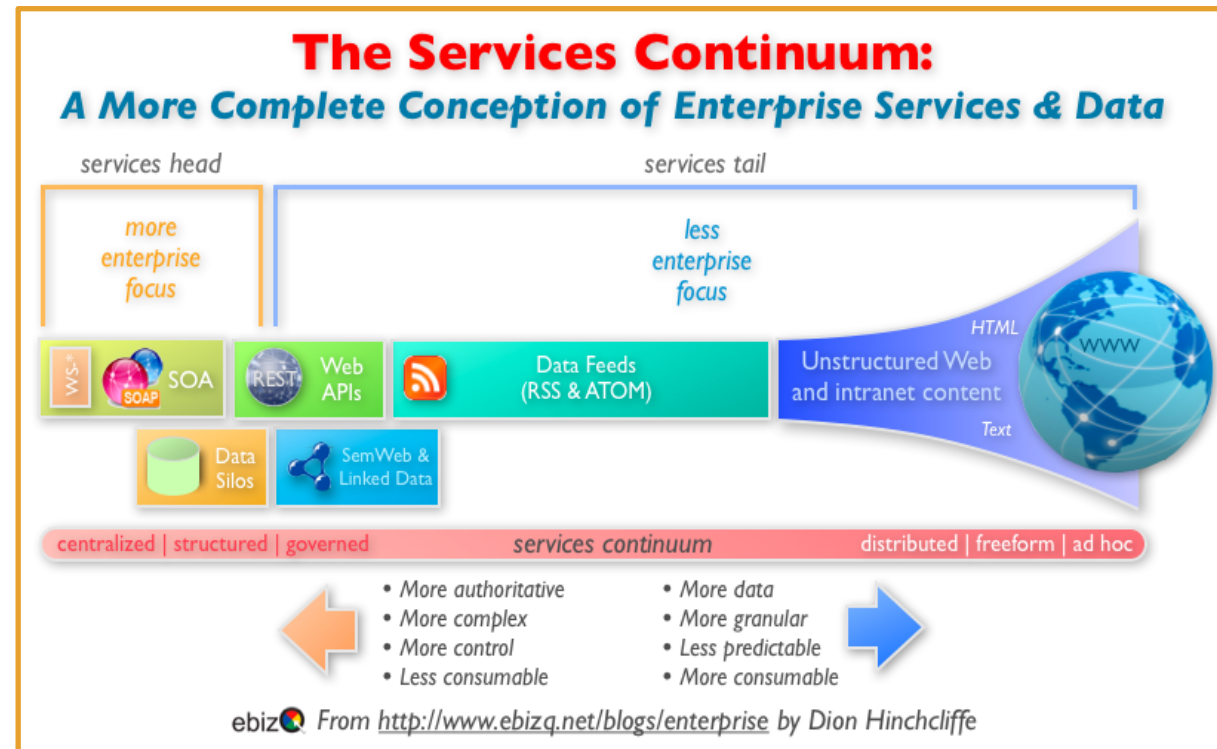 The Services Continuum:
A More Complete Conception of Enterprise Services & Data
services head
services tail
more
enterprise
focus
less
enterprise
focus
WS-*
SOAP
SOA
REST
Web
APIs
Data Feeds
(RSS & ATOM)
HTML
Unstructured Web
and intranet content
Text
WWW
Data
Silos
SemWeb &
Linked Data
centralized | structured | governed
services continuum
distributed | freeform | ad hoc
• More authoritative
• More complex
• More control
• Less consumable
• More data
• More granular
• Less predictable
• More consumable
ebizQ From http://www.ebizq.net/blogs/enterprise by Dion Hinchcliffe